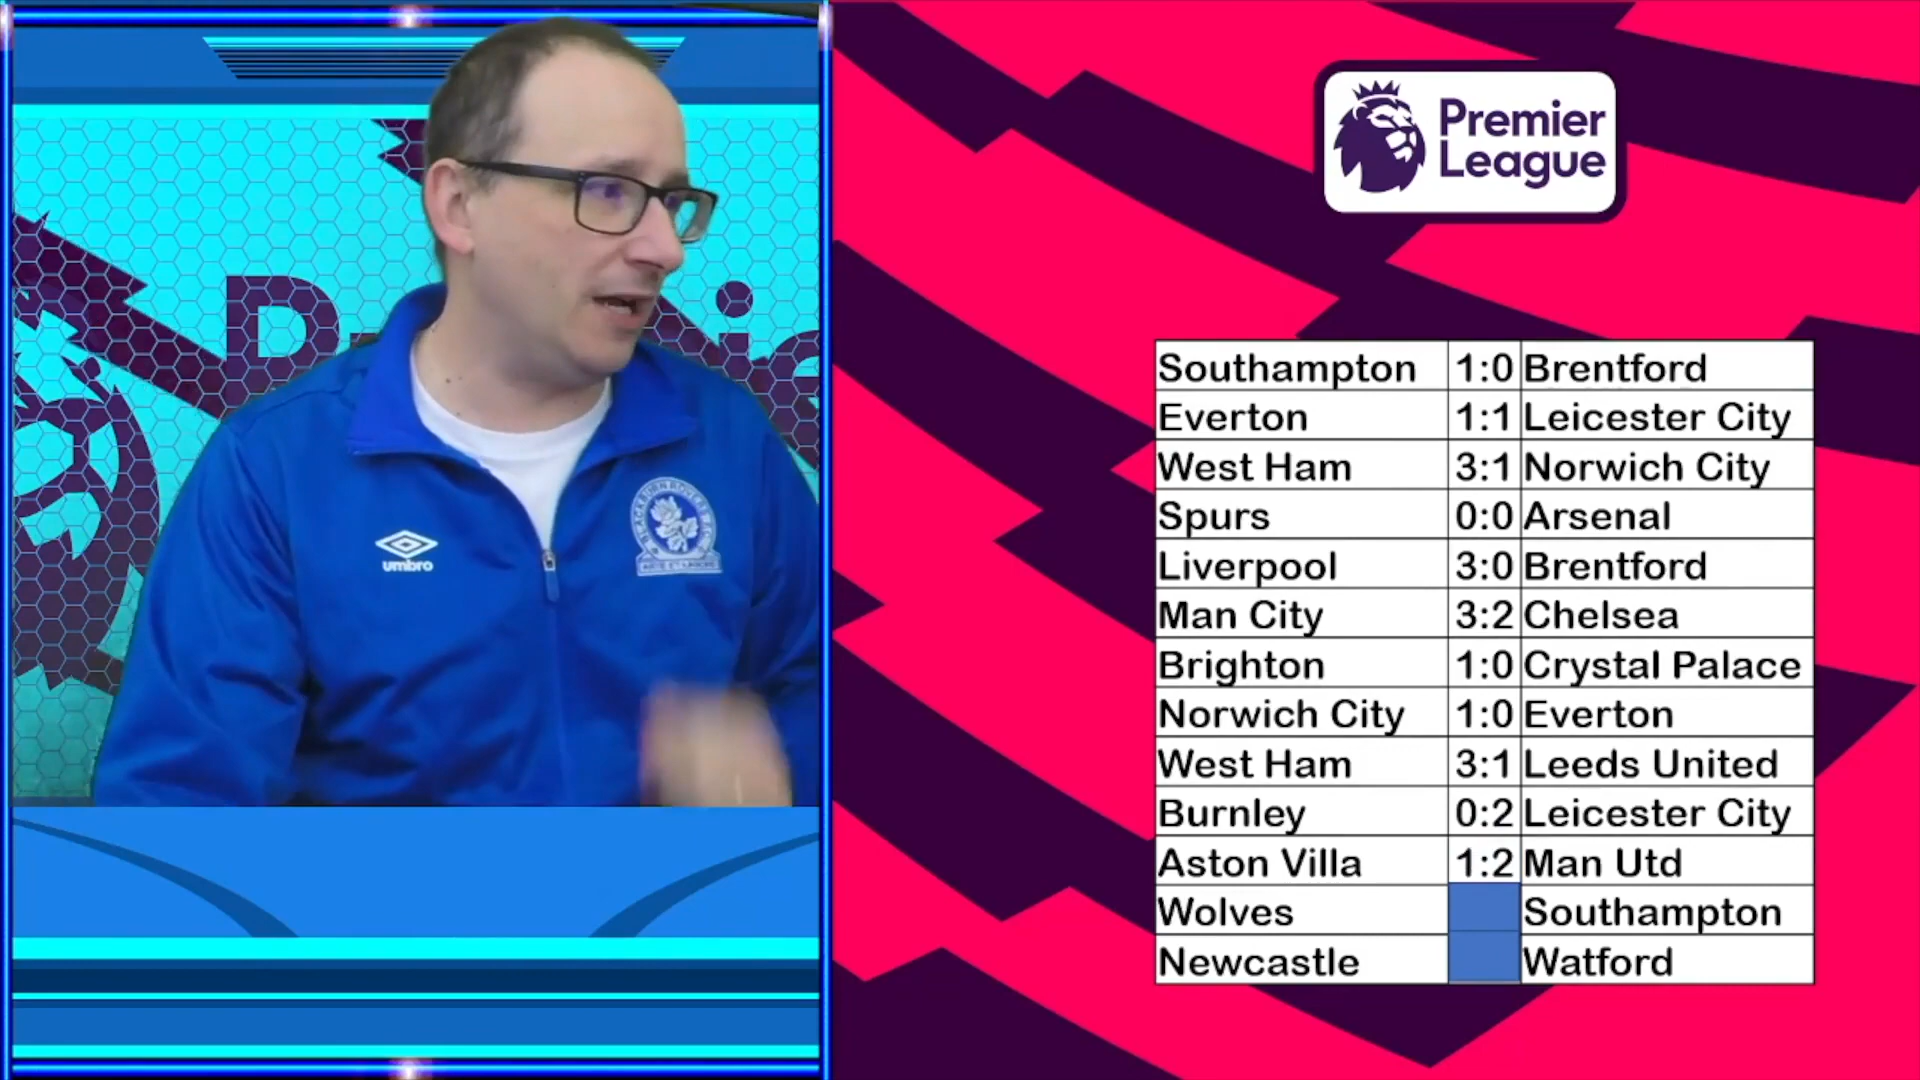 Premier
League
umbro
Southampton 1:0 Brentford
Everton 1:1 Leicester City
West Ham 3:1 Norwich City
Spurs 0:0 Arsenal
Liverpool 3:0 Brentford
Man City 3:2 Chelsea
Brighton 1:0 Crystal Palace
Norwich City 1:0 Everton
West Ham 3:1 Leeds United
Burnley 0:2 Leicester City
Aston Villa 1:2 Man Utd
Wolves Southampton
Newcastle Watford